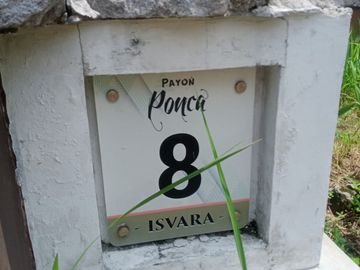 PAYON
Ponca
8
- ISVARA -